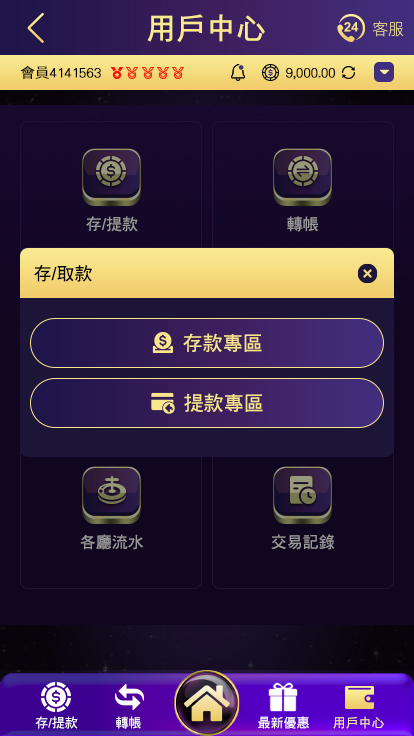 用戶中心
24 客服
會員4141563 9,000.00
存/提款 轉帳
存/取款
存款專區
提款專區
各廳流水 交易記錄
存/提款 轉帳 最新優惠 用戶中心